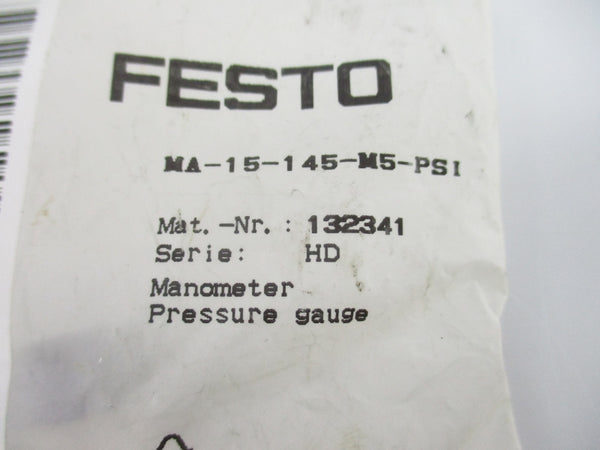 FESTO
MA-15-145-M5-PSI
Mat.-Nr.: 132341
Serie: HD
Manometer
Pressure gauge